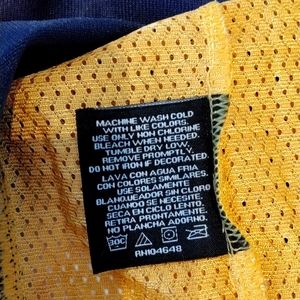 MACHINE WASH COLD
WITH LIKE COLORS.
USE ONLY NON CHLORINE
BLEACH WHEN NEEDED.
TUMBLE DRY LOW.
REMOVE PROMPTLY.
DO NOT IRON IF DECORATED.
LAVA CON AGUA FRIA
CON COLORES SIMILARES.
USE SOLAMENTE
BLANQUEADOR SIN CLORO
CUANDO SE NECESITE.
SECA EN CICLO LENTO.
RETIRA PRONTAMENTE.
NO PLANCHA ADORNO.
30C
RN104648